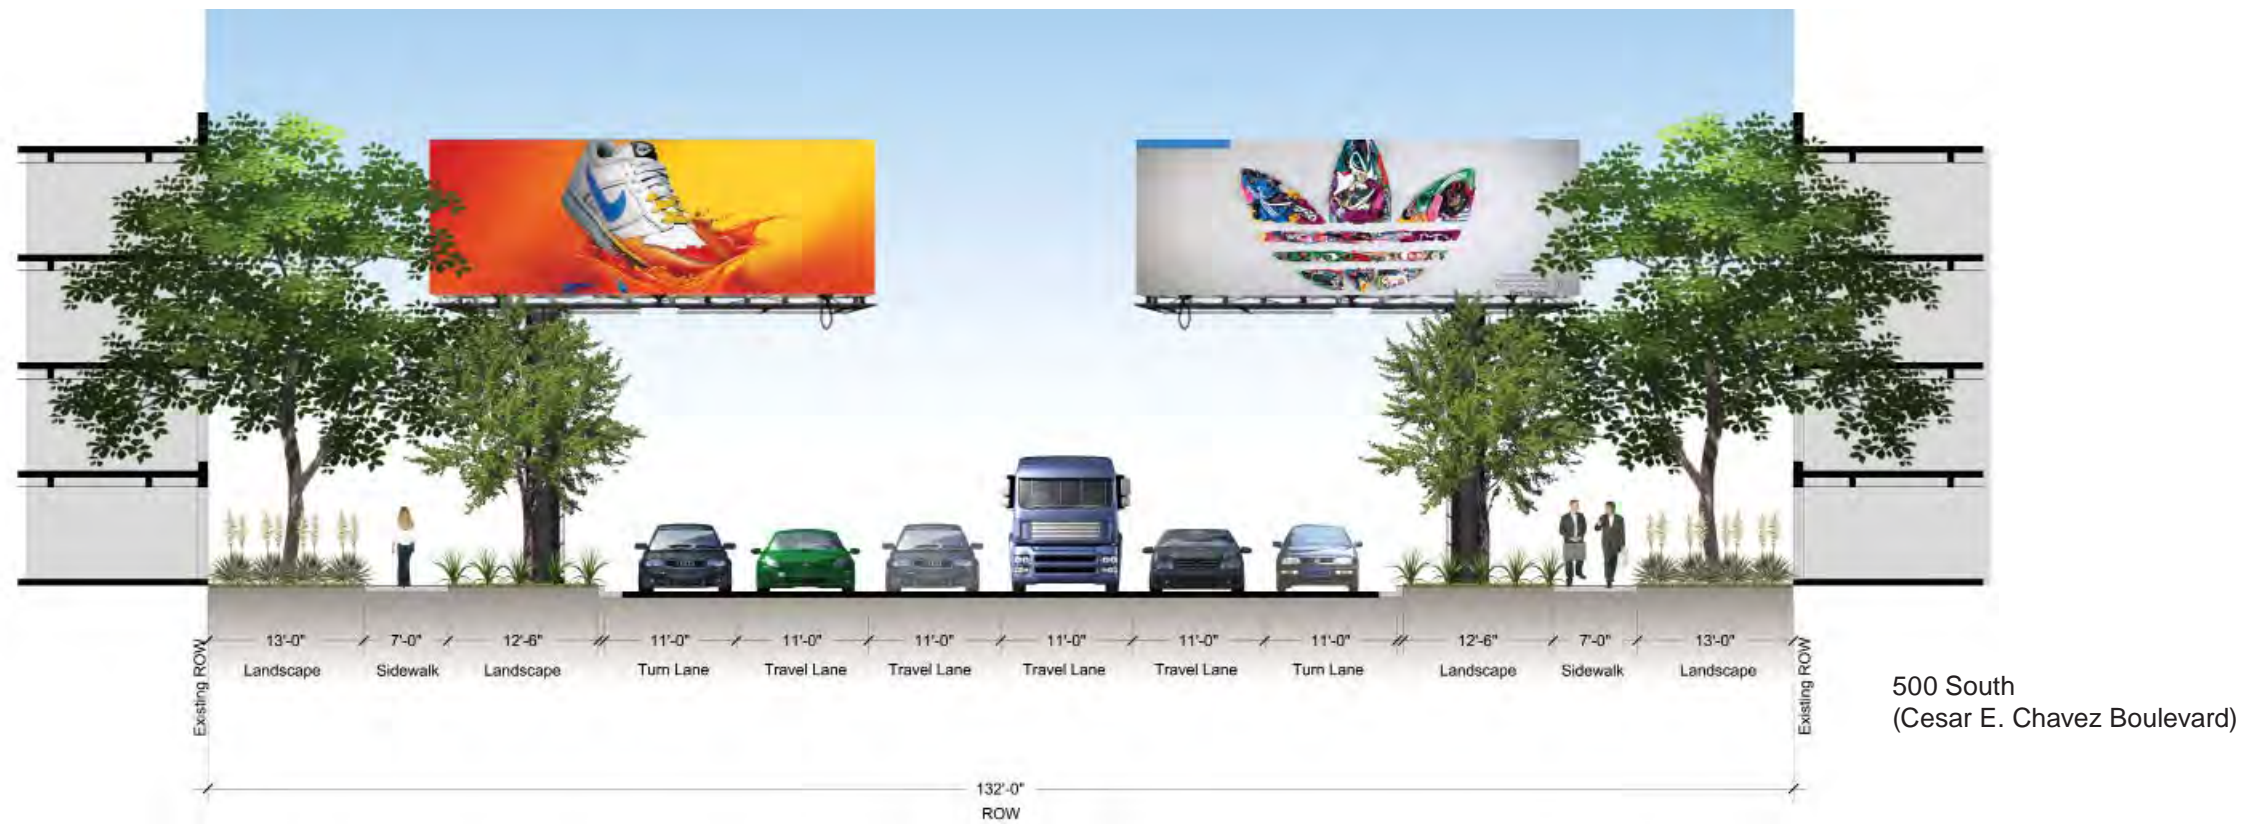 13'-0" 7'-0" 12'-6" 11'-0" 11'-0" 11'-0" 11'-0" 11'-0" 11'-0" 12'-6" 7'-0" 13'-0"
Landscape Sidewalk Landscape Turn Lane Travel Lane Travel Lane Travel Lane Travel Lane Turn Lane Landscape Sidewalk Landscape
Existing ROW
Existing ROW
500 South
(Cesar E. Chavez Boulevard)
132'-0"
ROW